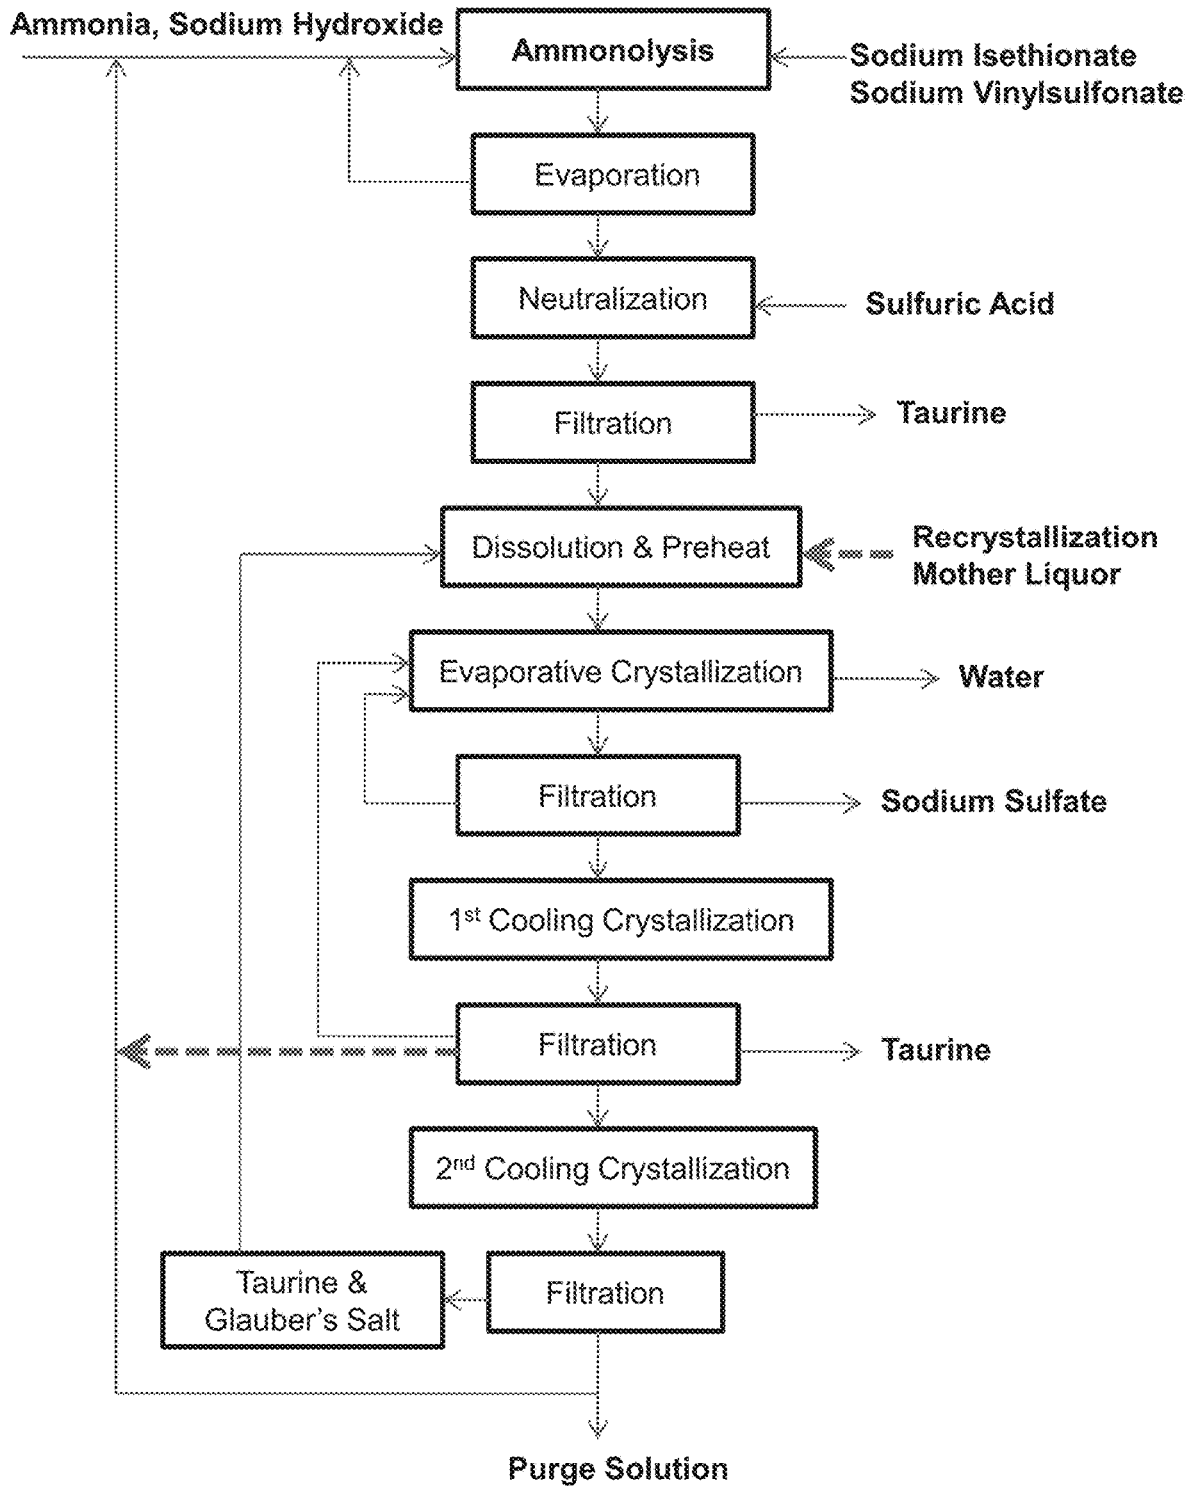 Ammonia, Sodium Hydroxide
Ammonolysis
Sodium Isethionate
Sodium Vinylsulfonate
Evaporation
Neutralization
Sulfuric Acid
Filtration
Taurine
Dissolution & Preheat
Recrystallization
Mother Liquor
Evaporative Crystallization
Water
Filtration
Sodium Sulfate
1st Cooling Crystallization
Filtration
Taurine
2nd Cooling Crystallization
Taurine &
Glauber's Salt
Filtration
Purge Solution